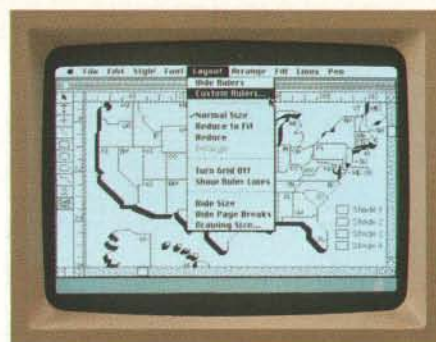 File Edit Style Font Layout Arrange Fill Lines Pen
Hide Rulers
Custom Rulers...
✓Normal Size
Reduce to Fit
Reduce
Enlarge
Turn Grid Off
Show Ruler Lines
Hide Size
Hide Page Breaks
Drawing Size...
Shade 1
Shade 2
Shade 3
Shade 4